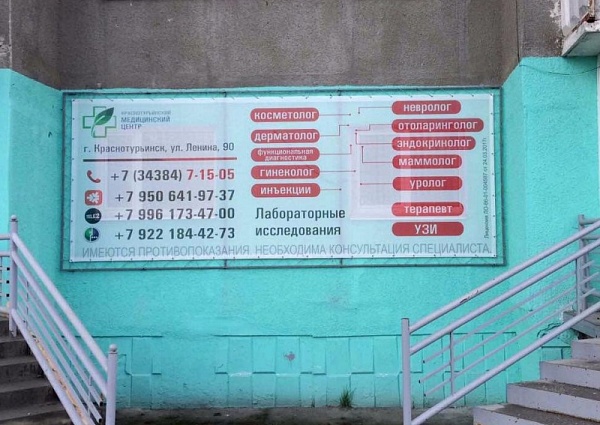 КРАСНОТУРЬИНСКИЙ
МЕДИЦИНСКИЙ
ЦЕНТР
г. Краснотурьинск, ул. Ленина, 90
+7 (34384) 7-15-05
+7 950 641-97-37
TELE2
+7 996 173-47-00
+7 922 184-42-73
косметолог
дерматолог
функциональная
диагностика
гинеколог
инъекции
Лабораторные
исследования
невролог
отоларинголог
эндокринолог
маммолог
уролог
терапевт
УЗИ
ИМЕЮТСЯ ПРОТИВОПОКАЗАНИЯ. НЕОБХОДИМА КОНСУЛЬТАЦИЯ СПЕЦИАЛИСТА.